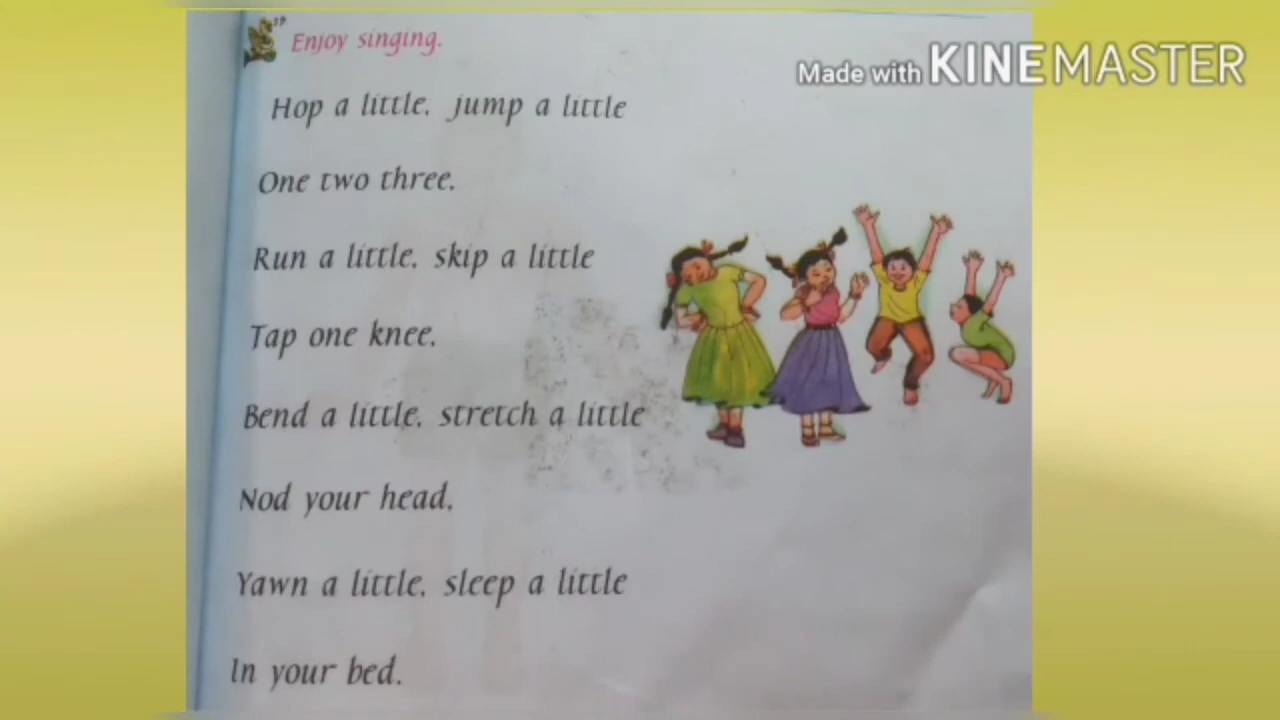 Enjoy singing.
Made with KINEMASTER
Hop a little, jump a little
One two three,
Run a little, skip a little
Tap one knee,
Bend a little, stretch a little
Nod your head,
Yawn a little, sleep a little
In your bed.